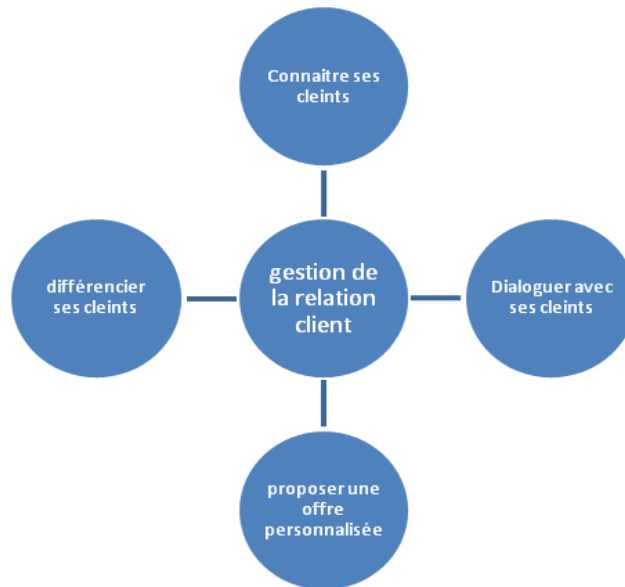 Connaitre ses
cleints
différencier
ses cleints
gestion de
la relation
client
Dialoguer avec
ses cleints
proposer une
offre
personnalisée